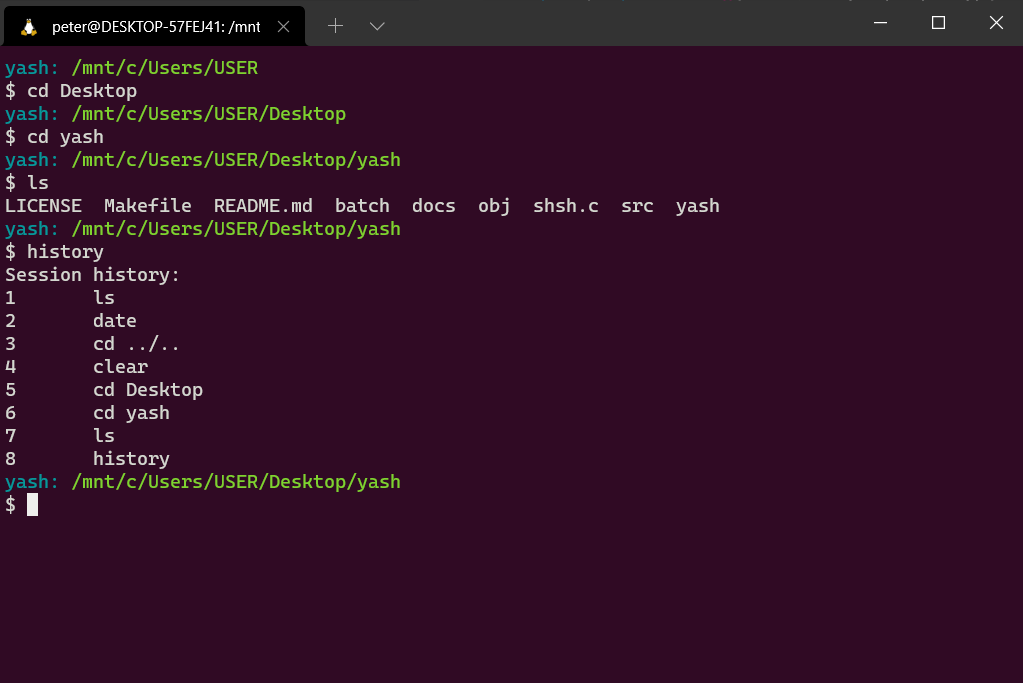 peter@DESKTOP-57FEJ41: /mnt
yash: /mnt/c/Users/USER
$ cd Desktop
yash: /mnt/c/Users/USER/Desktop
$ cd yash
yash: /mnt/c/Users/USER/Desktop/yash
$ ls
LICENSE  Makefile  README.md  batch  docs  obj  shsh.c  src  yash
yash: /mnt/c/Users/USER/Desktop/yash
$ history
Session history:
1       ls
2       date
3       cd ../..
4       clear
5       cd Desktop
6       cd yash
7       ls
8       history
yash: /mnt/c/Users/USER/Desktop/yash
$